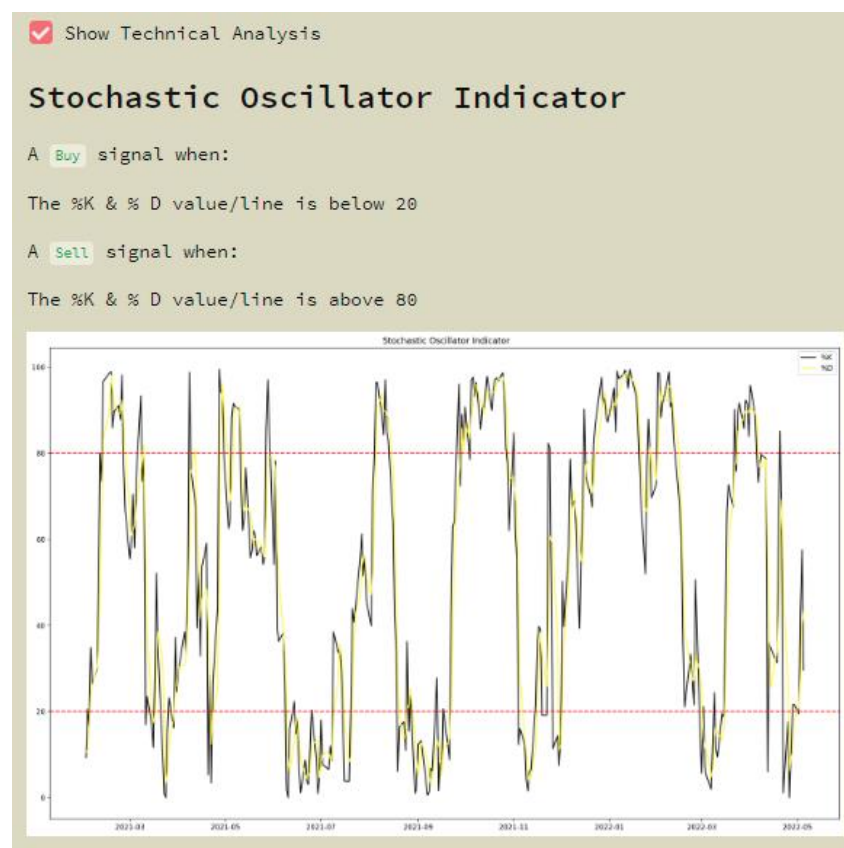 Show Technical Analysis
Stochastic Oscillator Indicator
A Buy signal when:
The %K & % D value/line is below 20
A Sell signal when:
The %K & % D value/line is above 80
Stochastic Oscillator Indicator
%K
%D
100
80
60
40
20
0
2021-03 2021-05 2021-07 2021-09 2021-11 2022-01 2022-03 2022-05